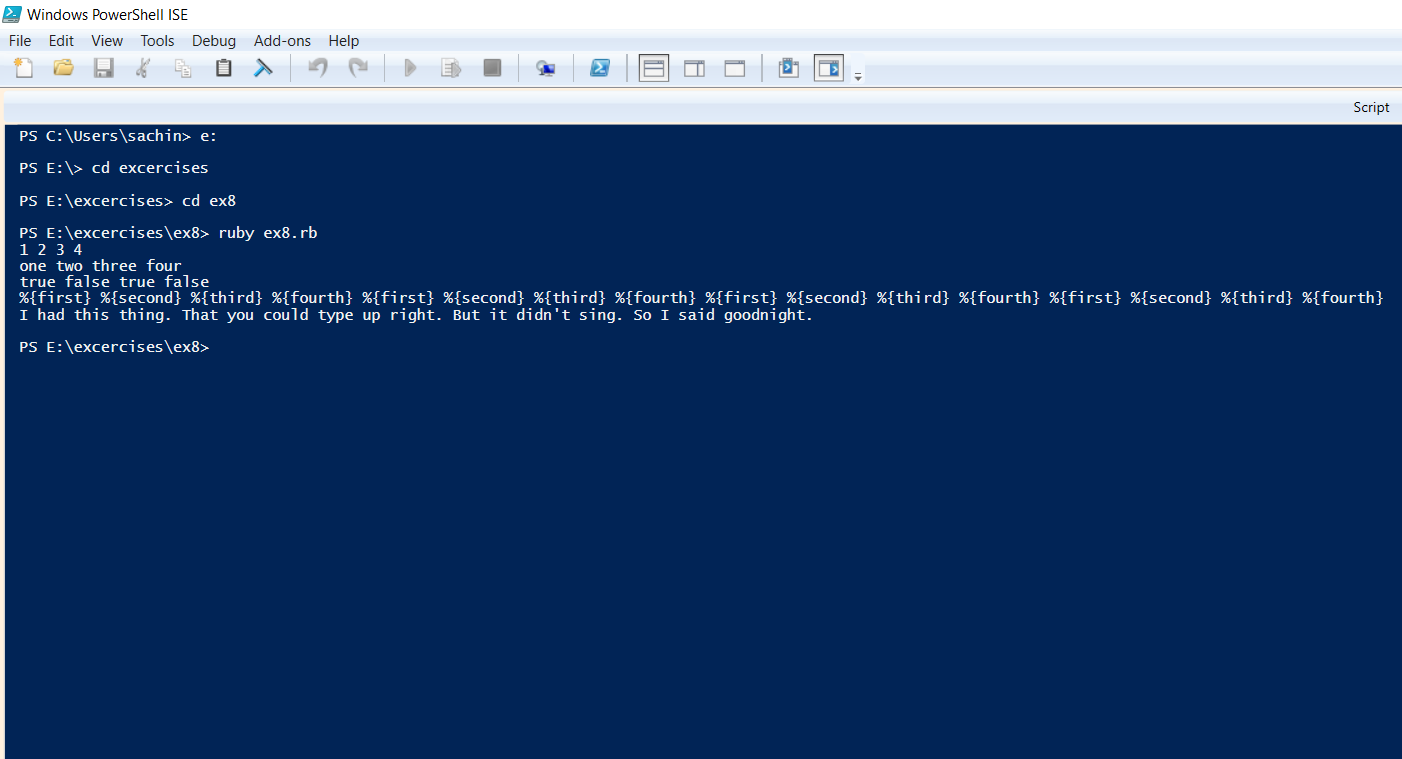 Windows PowerShell ISE
File Edit View Tools Debug Add-ons Help
Script
PS C:\Users\sachin> e:
PS E:\> cd excercises
PS E:\excercises> cd ex8
PS E:\excercises\ex8> ruby ex8.rb
1 2 3 4
one two three four
true false true false
%{first} %{second} %{third} %{fourth} %{first} %{second} %{third} %{fourth} %{first} %{second} %{third} %{fourth} %{first} %{second} %{third} %{fourth}
I had this thing. That you could type up right. But it didn't sing. So I said goodnight.
PS E:\excercises\ex8>